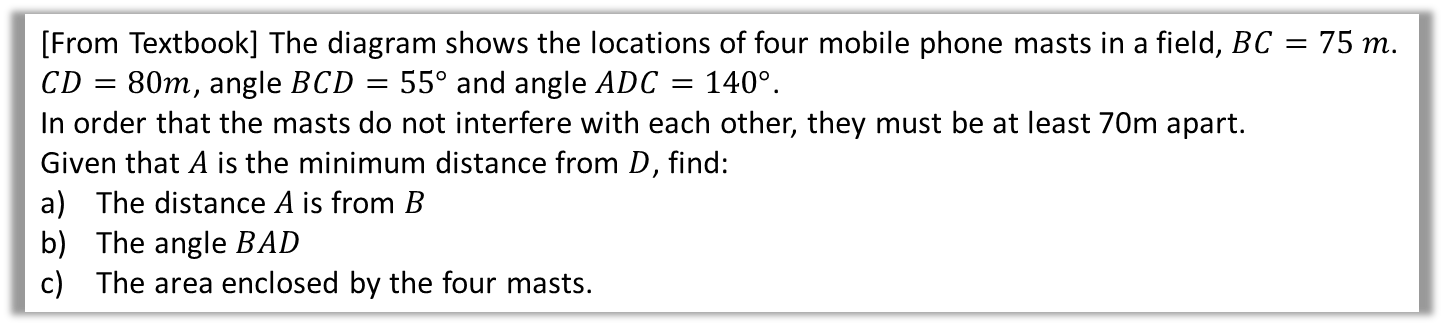 [From Textbook] The diagram shows the locations of four mobile phone masts in a field, BC = 75 m.
CD = 80m, angle BCD = 55° and angle ADC = 140°.
In order that the masts do not interfere with each other, they must be at least 70m apart.
Given that A is the minimum distance from D, find:
a) The distance A is from B
b) The angle BAD
c) The area enclosed by the four masts.